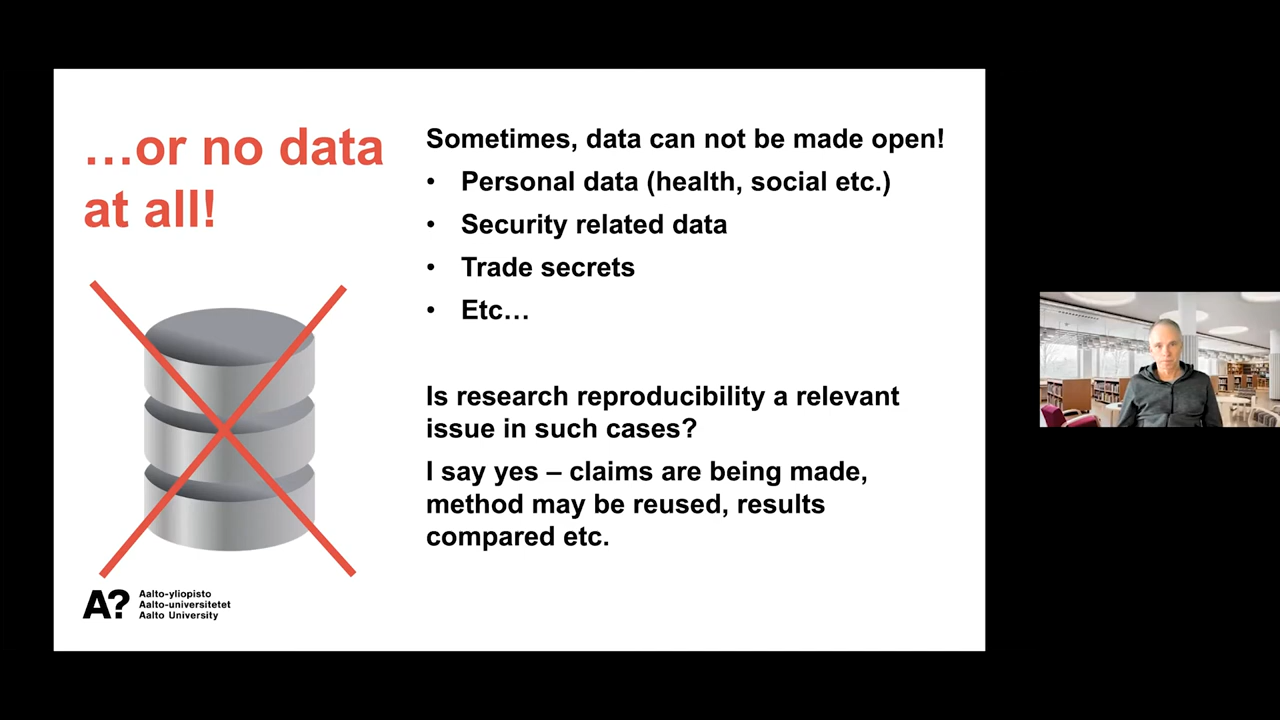 …or no data
at all!
Sometimes, data can not be made open!
• Personal data (health, social etc.)
• Security related data
• Trade secrets
• Etc…
Is research reproducibility a relevant
issue in such cases?
I say yes – claims are being made,
method may be reused, results
compared etc.
A?
Aalto-yliopisto
Aalto-universitetet
Aalto University